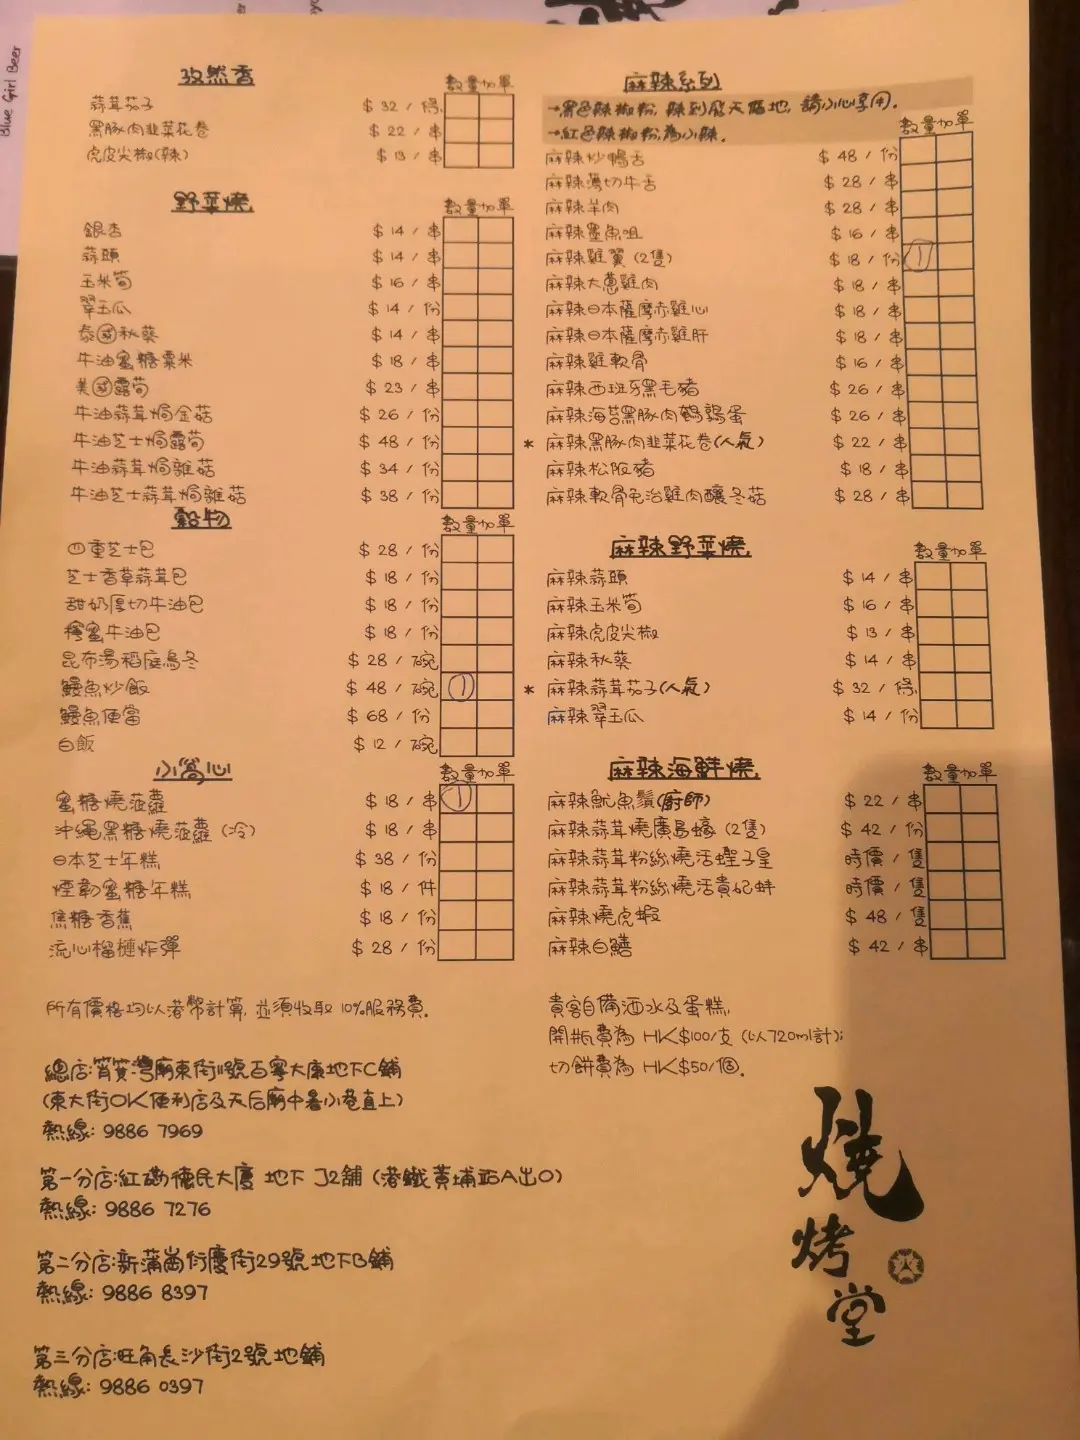 Blue Girl Beer
孜然香
數量 加單
蒜茸茄子 $ 32 / 條
黑豚肉韭菜花卷 $ 22 / 串
虎皮尖椒(辣) $ 13 / 串
野菜燒
數量 加單
銀杏 $ 14 / 串
蒜頭 $ 14 / 串
玉米筍 $ 16 / 串
翠玉瓜 $ 14 / 份
泰國秋葵 $ 14 / 串
牛油蜜糖粟米 $ 18 / 串
美國露筍 $ 23 / 串
牛油蒜茸焗金菇 $ 26 / 份
牛油芝士焗露筍 $ 48 / 份
牛油蒜茸焗雜菇 $ 34 / 份
牛油芝士蒜茸焗雜菇 $ 38 / 份
穀物
數量 加單
四重芝士包 $ 28 / 份
芝士香草蒜茸包 $ 18 / 份
甜奶厚切牛油包 $ 18 / 份
檸蜜牛油包 $ 18 / 份
昆布湯稻庭烏冬 $ 28 / 碗
鰻魚炒飯 $ 48 / 碗 1
鰻魚便當 $ 68 / 份
白飯 $ 12 / 碗
小窩心
數量 加單
蜜糖燒菠蘿 $ 18 / 串 1
沖繩黑糖燒菠蘿 (冷) $ 18 / 串
日本芝士年糕 $ 38 / 份
煙韌蜜糖年糕 $ 18 / 件
焦糖香蕉 $ 18 / 份
流心榴槤炸彈 $ 28 / 份
所有價格均以港幣計算, 並須收取 10%服務費.
總店:筲箕灣廟東街11號百寧大廈地下C鋪
(東大街OK便利店及天后廟中暑小巷直上)
熱線: 9886 7969
第一分店:紅磡德民大廈 地下 J2鋪 (港鐵黃埔站A出口)
熱線: 9886 7276
第二分店:新蒲崗衍慶街29號地下B鋪
熱線: 9886 8397
第三分店:旺角長沙街2號地鋪
熱線: 9886 0397
麻辣系列
→黑色辣椒粉, 辣到飛天遁地, 請小心享用.
→紅色辣椒粉,為小辣.
數量 加單
麻辣炒鴨舌 $ 48 / 份
麻辣薄切牛舌 $ 28 / 串
麻辣羊肉 $ 28 / 串
麻辣墨魚咀 $ 16 / 串
麻辣雞翼 (2隻) $ 18 / 份 1
麻辣大蔥雞肉 $ 18 / 串
麻辣日本薩摩赤雞心 $ 18 / 串
麻辣日本薩摩赤雞肝 $ 18 / 串
麻辣雞軟骨 $ 16 / 串
麻辣西班牙黑毛豬 $ 26 / 串
麻辣海苔黑豚肉鵪鶉蛋 $ 26 / 串
* 麻辣黑豚肉韭菜花卷(人氣) $ 22 / 串
麻辣松阪豬 $ 18 / 串
麻辣軟骨免治雞肉釀冬菇 $ 28 / 串
麻辣野菜燒
數量 加單
麻辣蒜頭 $ 14 / 串
麻辣玉米筍 $ 16 / 串
麻辣虎皮尖椒 $ 13 / 串
麻辣秋葵 $ 14 / 串
* 麻辣蒜茸茄子(人氣) $ 32 / 條
麻辣翠玉瓜 $ 14 / 份
麻辣海鮮燒
數量 加單
麻辣魷魚鬚(廚師) $ 22 / 串
麻辣蒜茸燒廣島蠔 (2隻) $ 42 / 份
麻辣蒜茸粉絲燒活蟶子皇 時價 / 隻
麻辣蒜茸粉絲燒活貴妃蚌 時價 / 隻
麻辣燒虎蝦 $ 48 / 隻
麻辣白鱔 $ 42 / 串
貴客自備酒水及蛋糕,
開瓶費為 HK$100/支 (以720ml計);
切餅費為 HK$50/個.
燒烤堂